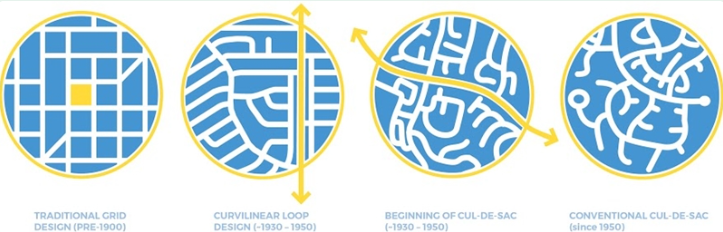 TRADITIONAL GRID
DESIGN (PRE-1900)
CURVILINEAR LOOP
DESIGN (~1930 – 1950)
BEGINNING OF CUL-DE-SAC
(~1930 – 1950)
CONVENTIONAL CUL-DE-SAC
(since 1950)